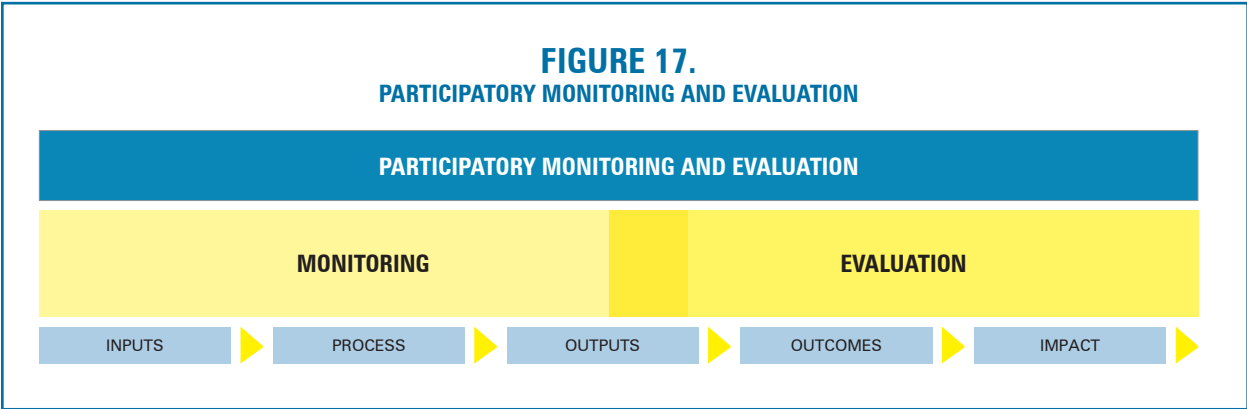 FIGURE 17.
PARTICIPATORY MONITORING AND EVALUATION
PARTICIPATORY MONITORING AND EVALUATION
MONITORING
EVALUATION
INPUTS
PROCESS
OUTPUTS
OUTCOMES
IMPACT